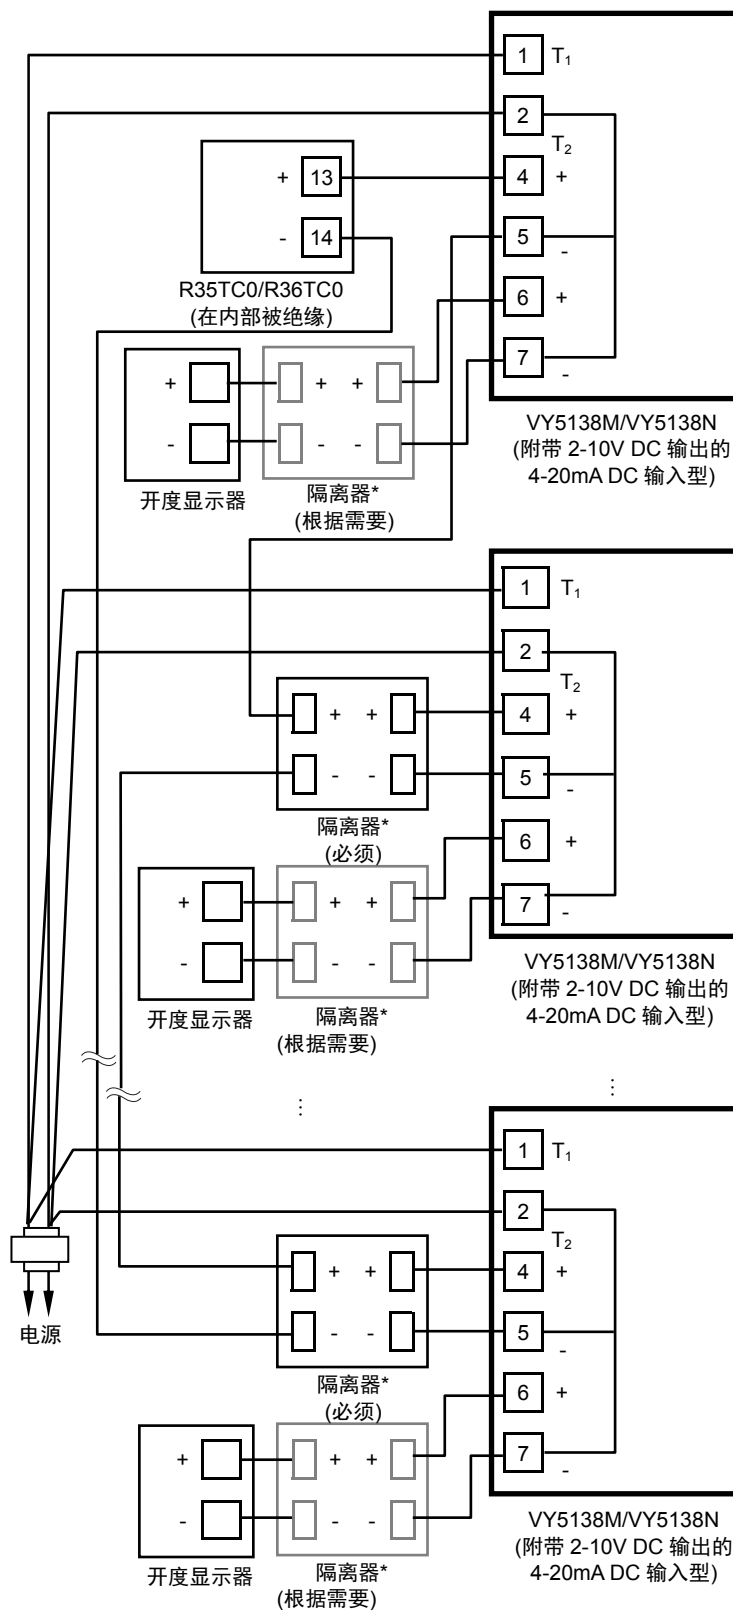 1 T1
2
T2
+ 13 4 +
- 14 5 -
R35TC0/R36TC0
(在内部被绝缘)
6 +
7 -
+ + +
- - -
开度显示器
隔离器*
(根据需要)
VY5138M/VY5138N
(附带 2-10V DC 输出的
4-20mA DC 输入型)
1 T1
2
T2
+ + 4 +
- - 5 -
隔离器*
(必须)
6 +
7 -
+ + +
- - -
开度显示器
隔离器*
(根据需要)
VY5138M/VY5138N
(附带 2-10V DC 输出的
4-20mA DC 输入型)
⋮ ⋮
1 T1
2
T2
+ + 4 +
- - 5 -
电源
隔离器*
(必须)
6 +
7 -
+ + +
- - -
开度显示器
隔离器*
(根据需要)
VY5138M/VY5138N
(附带 2-10V DC 输出的
4-20mA DC 输入型)